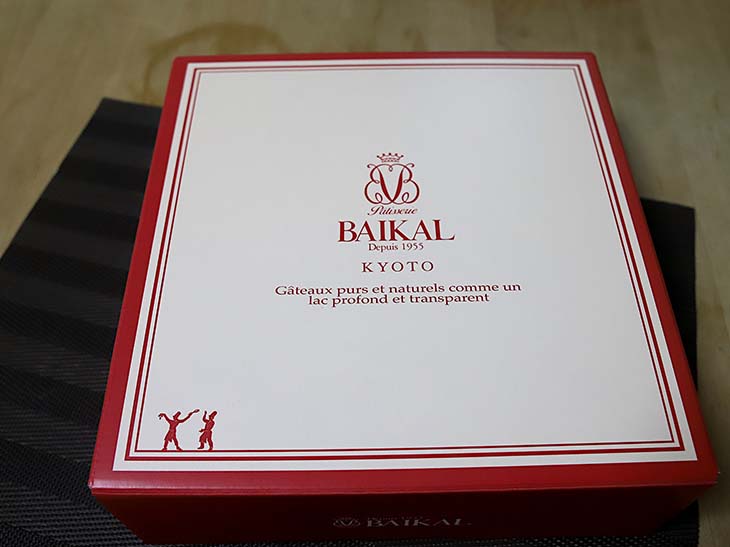 Pâtisserie
BAIKAL
Depuis 1955
KYOTO
Gâteaux purs et naturels comme un
lac profond et transparent
BAIKAL